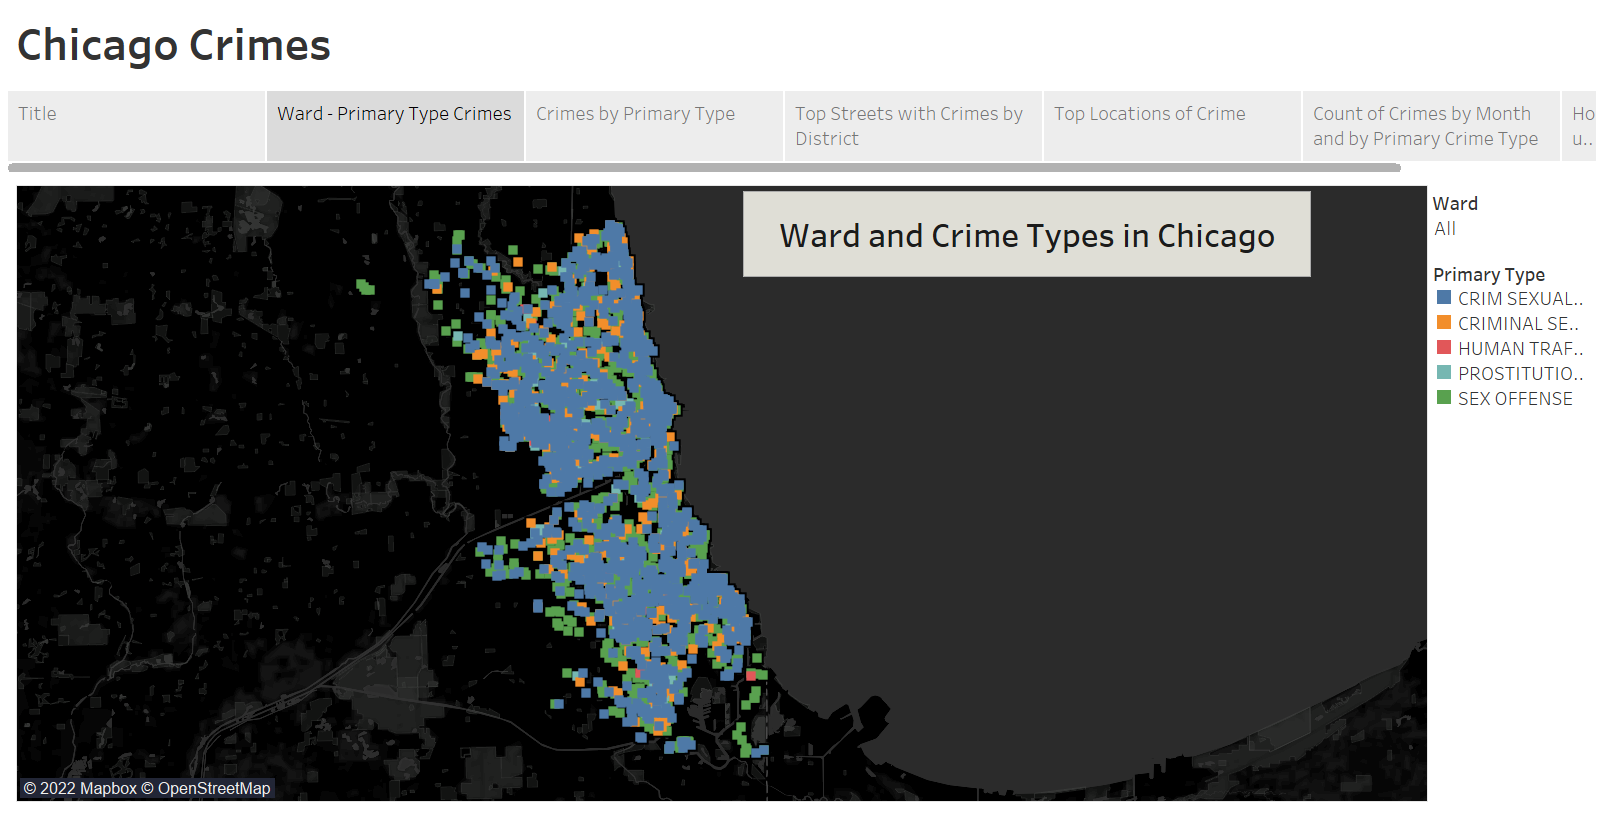 Chicago Crimes
Title
Ward - Primary Type Crimes
Crimes by Primary Type
Top Streets with Crimes by
District
Top Locations of Crime
Count of Crimes by Month
and by Primary Crime Type
Ho
u..
Ward and Crime Types in Chicago
Ward
All
Primary Type
CRIM SEXUAL..
CRIMINAL SE..
HUMAN TRAF..
PROSTITUTIO..
SEX OFFENSE
© 2022 Mapbox © OpenStreetMap